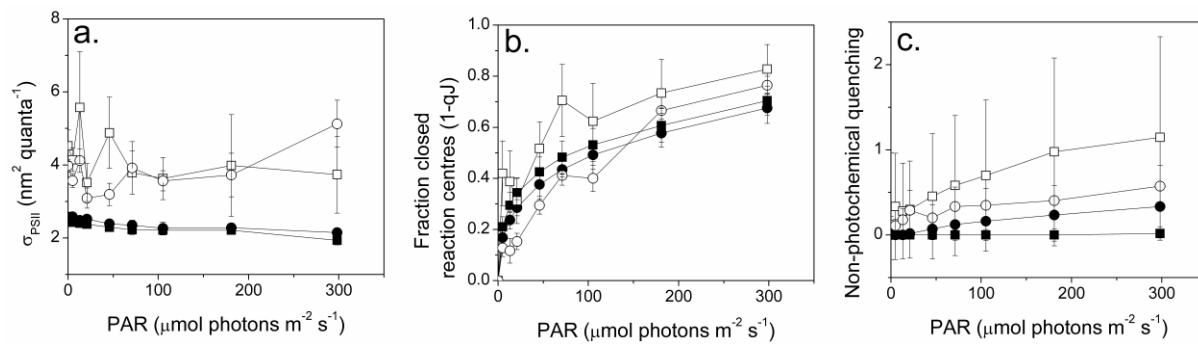 a.
8
6
4
2
σPSII (nm² quanta⁻¹)
0 100 200 300
PAR (μmol photons m⁻² s⁻¹)
b.
1.0
0.8
0.6
0.4
0.2
0.0
Fraction closed
reaction centres (1-qJ)
0 100 200 300
PAR (μmol photons m⁻² s⁻¹)
c.
2
1
0
Non-photochemical quenching
0 100 200 300
PAR (μmol photons m⁻² s⁻¹)